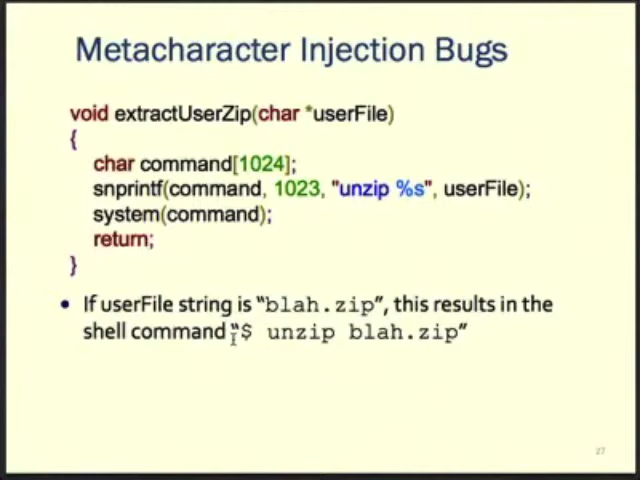 Metacharacter Injection Bugs
void extractUserZip(char *userFile)
{
char command[1024];
snprintf(command, 1023, "unzip %s", userFile);
system(command);
return;
}
• If userFile string is “blah.zip”, this results in the
shell command “$ unzip blah.zip”
27